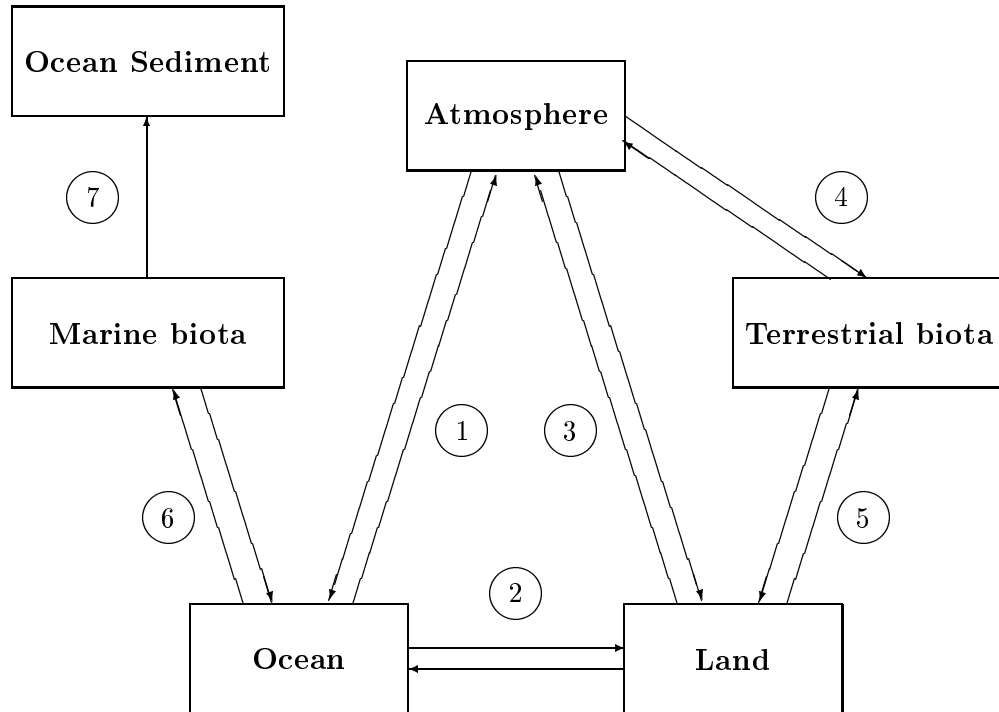 Ocean Sediment
Atmosphere
7
4
Marine biota
Terrestrial biota
1
3
6
5
2
Ocean
Land